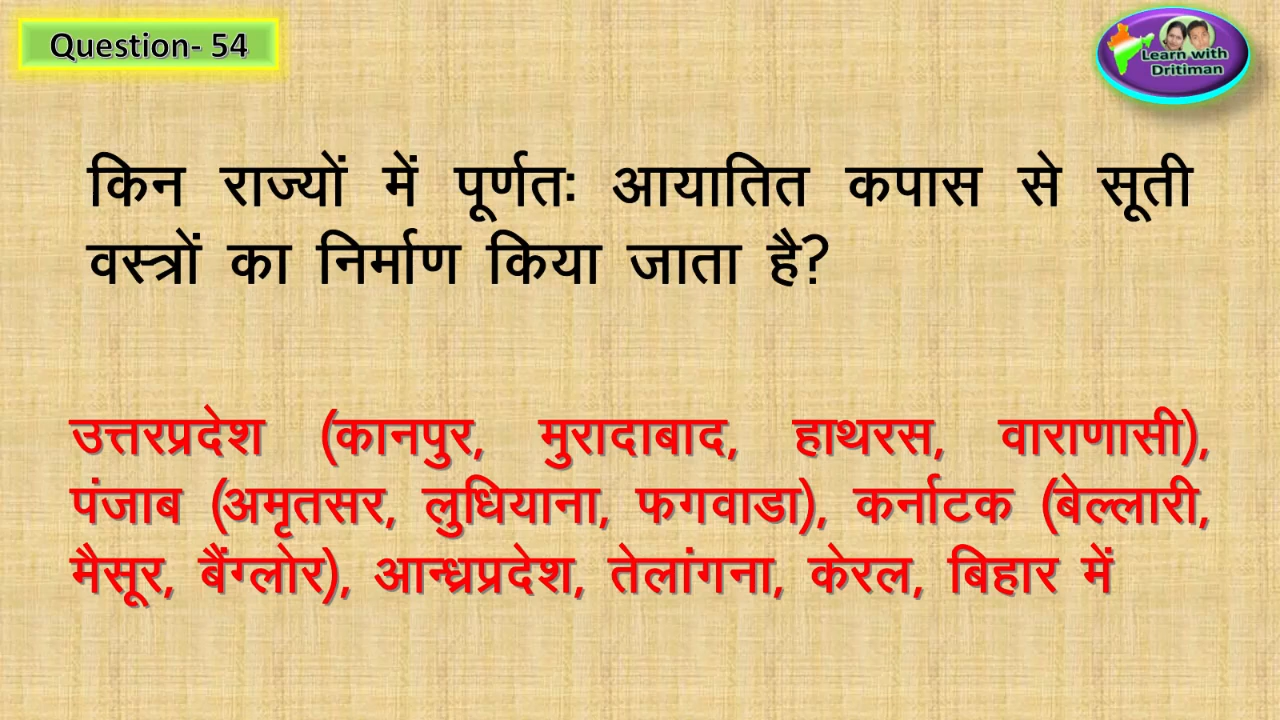 Question- 54
Learn with
Dritiman
किन राज्यों में पूर्णतः आयातित कपास से सूती
वस्त्रों का निर्माण किया जाता है?
उत्तरप्रदेश (कानपुर, मुरादाबाद, हाथरस, वाराणासी),
पंजाब (अमृतसर, लुधियाना, फगवाडा), कर्नाटक (बेल्लारी,
मैसूर, बैंग्लोर), आन्ध्रप्रदेश, तेलांगना, केरल, बिहार में